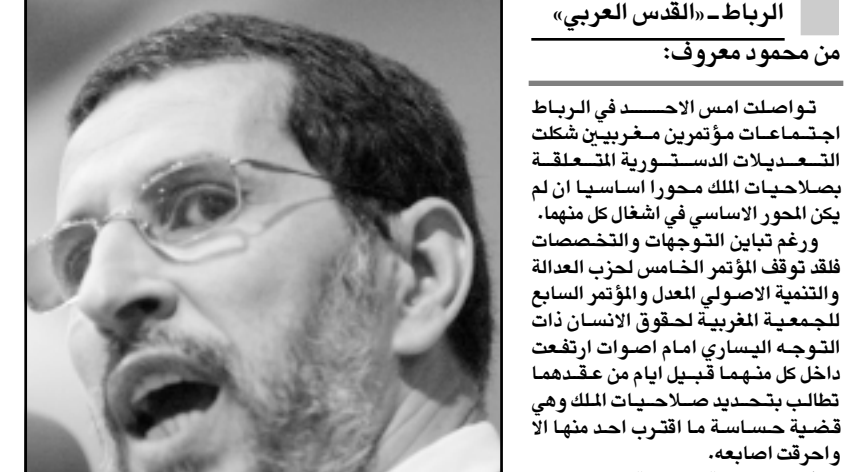 الرباط ـ «القدس العربي»
من محمود معروف:
تواصلت امس الاحد في الرباط
اجتماعات مؤتمرين مغربيين شكلت
التعديلات الدستورية المتعلقة
بصلاحيات الملك محورا اساسيا ان لم
يكن المحور الاساسي في اشغال كل منهما.
ورغم تباين التوجهات والتخصصات
فلقد توقف المؤتمر الخامس لحزب العدالة
والتنمية الاصولي المعدل والمؤتمر السابع
للجمعية المغربية لحقوق الانسان ذات
التوجه اليساري امام اصوات ارتفعت
داخل كل منهما قبيل ايام من عقدهما
تطالب بتحديد صلاحيات الملك وهي
قضية حساسة ما اقترب احد منها الا
واحرقت اصابعه.